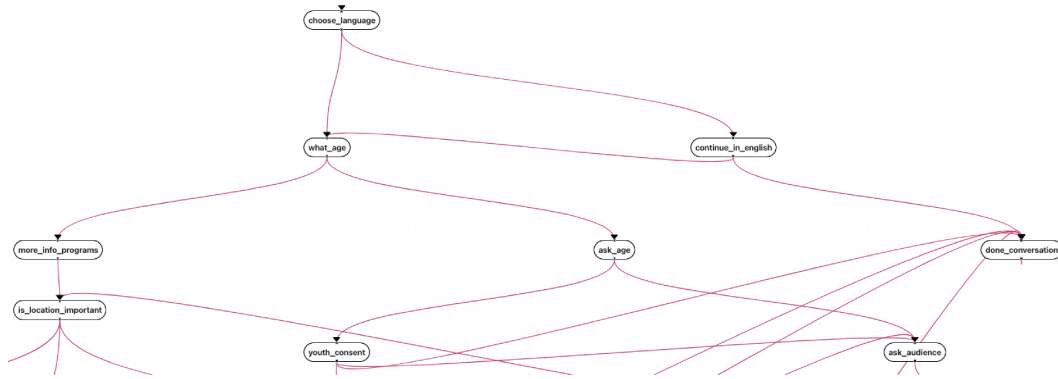 choose_language
what_age
continue_in_english
more_info_programs
ask_age
done_conversation
is_location_important
youth_consent
ask_audience